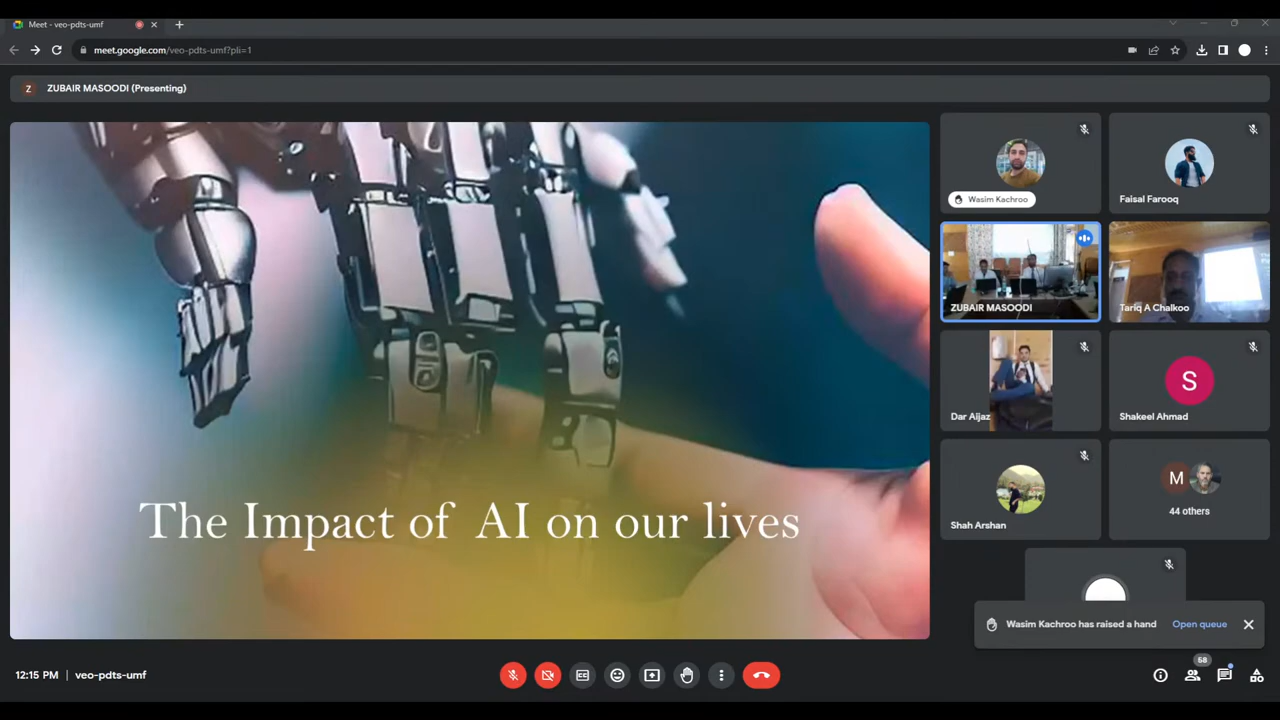 Meet - veo-pdts-umf
meet.google.com/veo-pdts-umf?pli=1
Z ZUBAIR MASOODI (Presenting)
The Impact of AI on our lives
Wasim Kachroo
Faisal Farooq
ZUBAIR MASOODI
Tariq A Chalkoo
Dar Aijaz
S
Shakeel Ahmad
Shah Arshan
M
44 others
Wasim Kachroo has raised a hand Open queue
12:15 PM | veo-pdts-umf
58